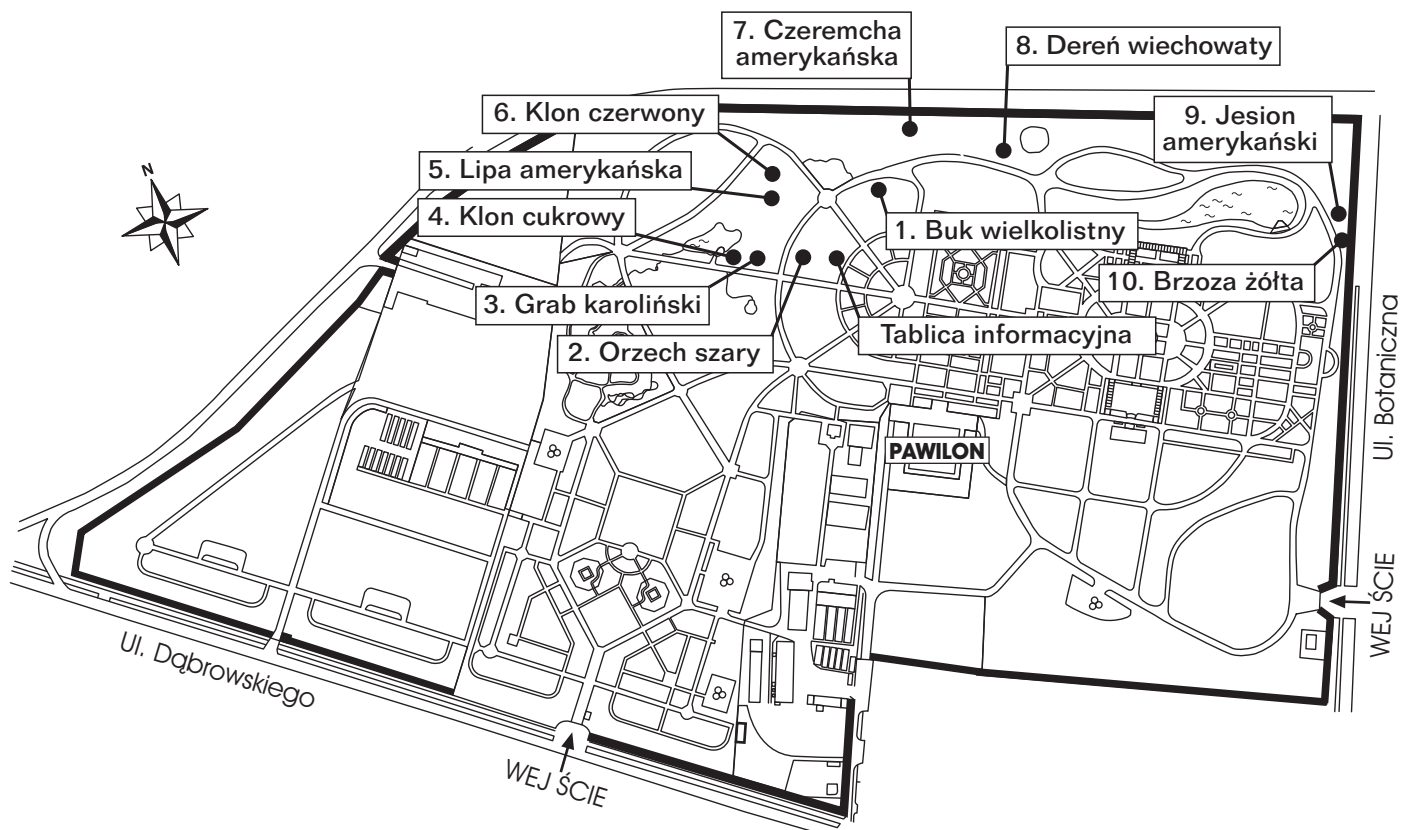 7. Czeremcha
amerykańska
8. Dereń wiechowaty
6. Klon czerwony
9. Jesion
amerykański
5. Lipa amerykańska
4. Klon cukrowy
1. Buk wielkolistny
10. Brzoza żółta
3. Grab karoliński
Tablica informacyjna
2. Orzech szary
N
PAWILON
Ul. Botaniczna
WEJ ŚCIE
Ul. Dąbrowskiego
WEJ ŚCIE